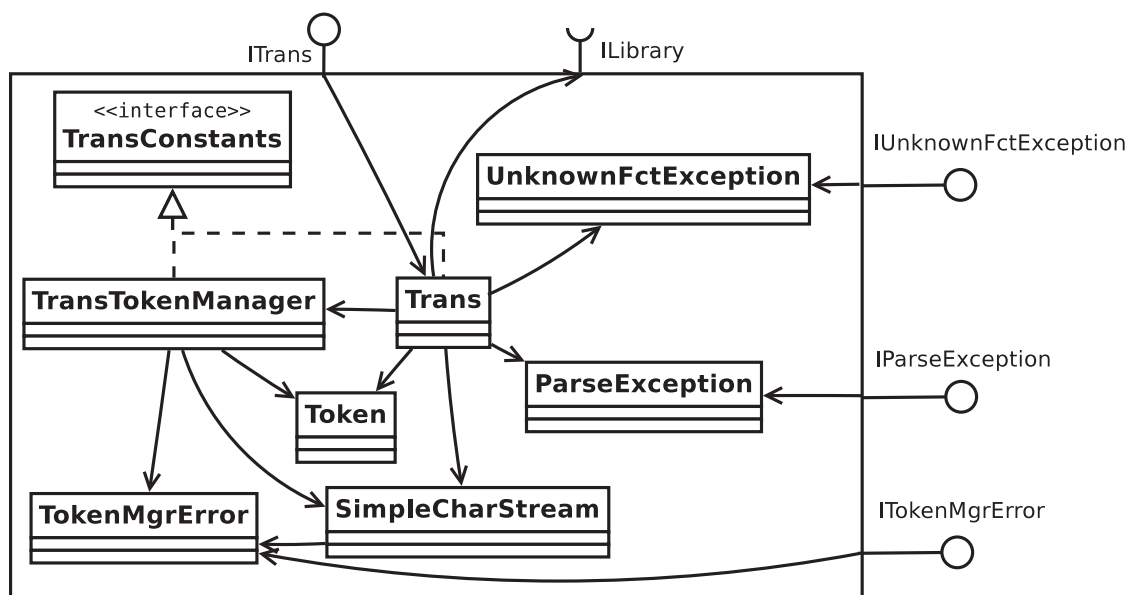 ITrans
ILibrary
<<interface>>
TransConstants
IUnknownFctException
UnknownFctException
TransTokenManager
Trans
IParseException
ParseException
Token
TokenMgrError
SimpleCharStream
ITokenMgrError